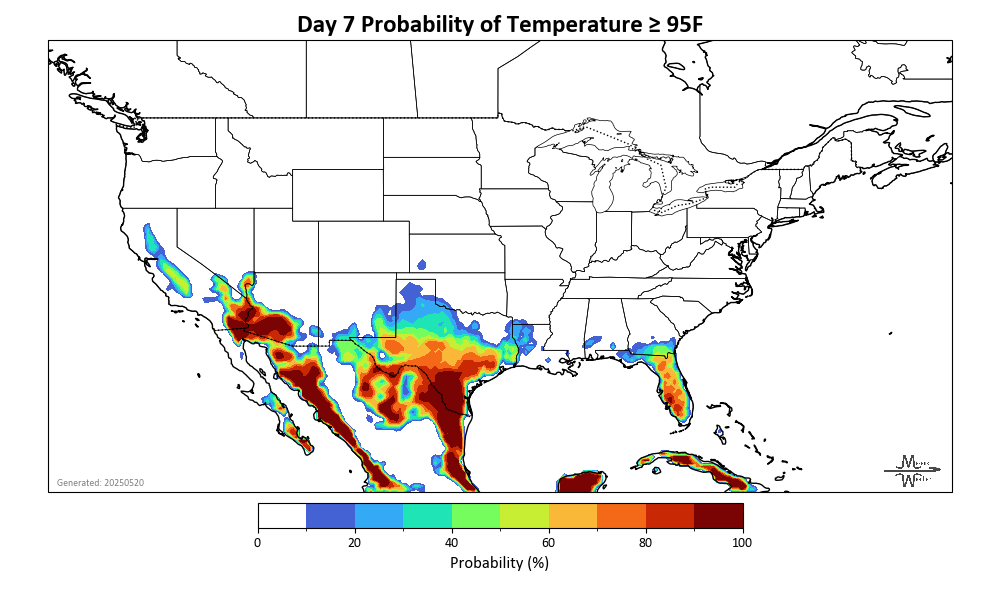 Day 7 Probability of Temperature ≥ 95F
Generated: 20250520
0 20 40 60 80 100
Probability (%)